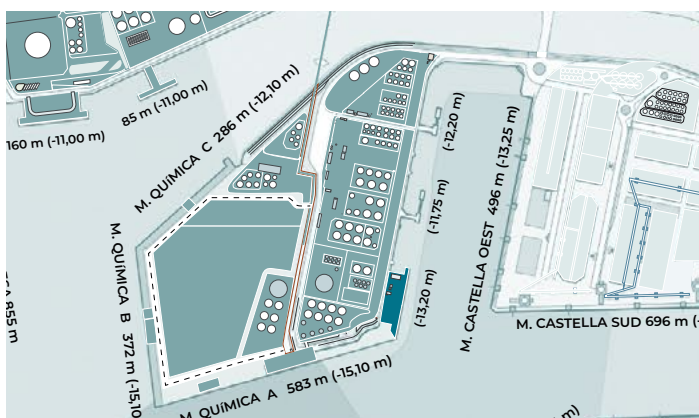 160 m (-11,00 m)
85 m (-11,00 m)
M. QUÍMICA C 286 m (-12,10 m)
(-12,20 m)
(-11,75 m)
(-13,20 m)
M. CASTELLA OEST 496 m (-13,25 m)
M. CASTELLA SUD 696 m (-
855 m
M. QUÍMICA B 372 m (-15,10
M. QUÍMICA A 583 m (-15,10 m)
m)